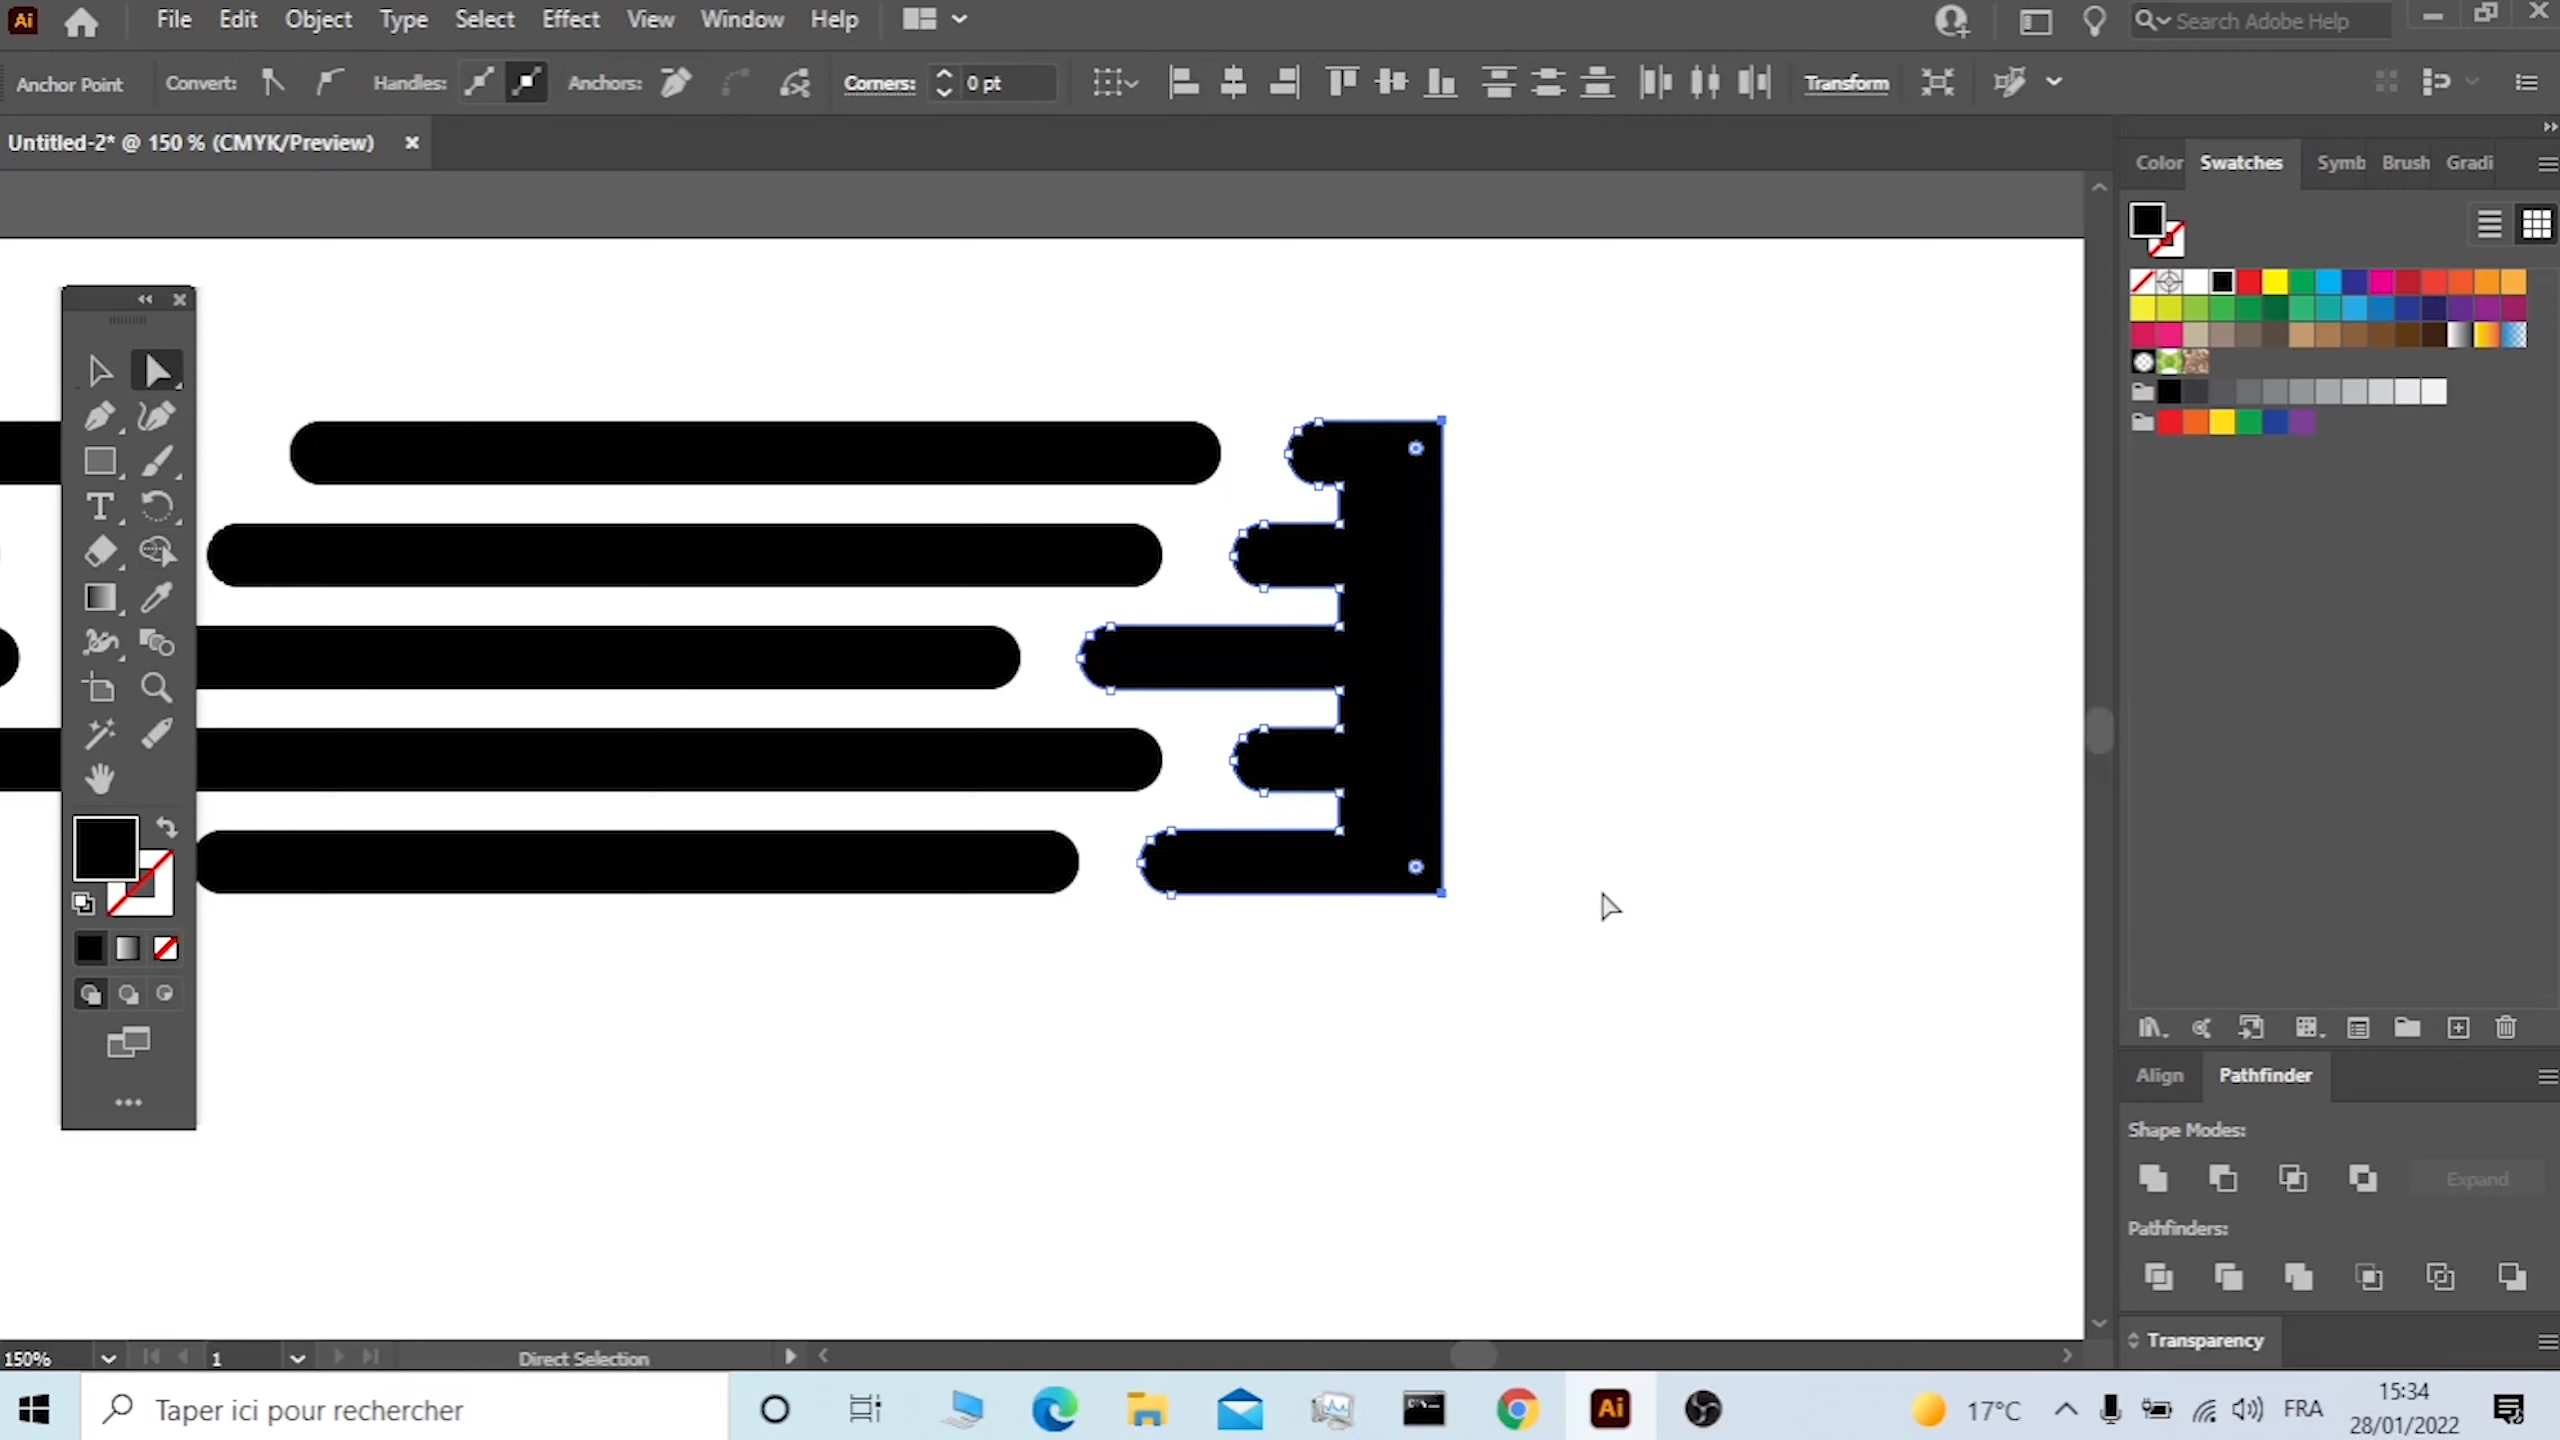 Ai File Edit Object Type Select Effect View Window Help Search Adobe Help
Anchor Point Convert: Handles: Anchors: Corners: 0 pt Transform
Untitled-2* @ 150 % (CMYK/Preview)
Color Swatches Symb Brush Gradi
Align Pathfinder
Shape Modes:
Expand
Pathfinders:
Transparency
150% 1 Direct Selection
Taper ici pour rechercher Ai 17°C FRA 15:34
28/01/2022